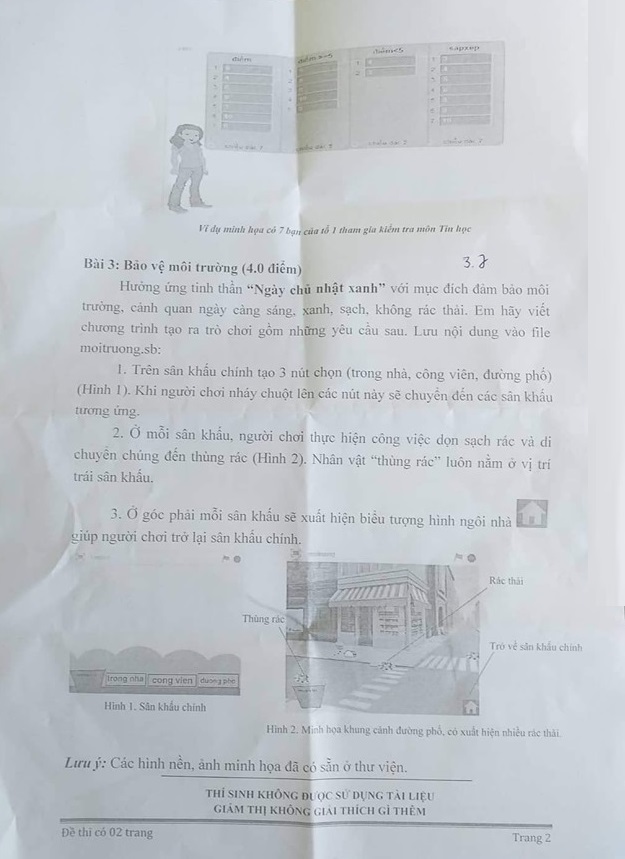 điểm
điểm<5
Ví dụ minh họa có 7 bạn của tổ 1 tham gia kiểm tra môn Tin học
Bài 3: Bảo vệ môi trường (4.0 điểm)
Hưởng ứng tinh thần “Ngày chủ nhật xanh” với mục đích đảm bảo môi
trường, cảnh quan ngày càng sáng, xanh, sạch, không rác thải. Em hãy viết
chương trình tạo ra trò chơi gồm những yêu cầu sau. Lưu nội dung vào file
moitruong.sb:
1. Trên sân khấu chính tạo 3 nút chọn (trong nhà, công viên, đường phố)
(Hình 1). Khi người chơi nháy chuột lên các nút này sẽ chuyển đến các sân khấu
tương ứng.
2. Ở mỗi sân khấu, người chơi thực hiện công việc dọn sạch rác và di
chuyển chúng đến thùng rác (Hình 2). Nhân vật “thùng rác” luôn nằm ở vị trí
trái sân khấu.
3. Ở góc phải mỗi sân khấu sẽ xuất hiện biểu tượng hình ngôi nhà
giúp người chơi trở lại sân khấu chính.
Rác thải
Thùng rác
Trở về sân khấu chính
trong nha cong vien duong pho
Hình 1. Sân khấu chính
Hình 2. Minh họa khung cảnh đường phố, có xuất hiện nhiều rác thải.
Lưu ý: Các hình nền, ảnh minh họa đã có sẵn ở thư viện.
THÍ SINH KHÔNG ĐƯỢC SỬ DỤNG TÀI LIỆU
GIÁM THỊ KHÔNG GIẢI THÍCH GÌ THÊM
Đề thi có 02 trang
Trang 2